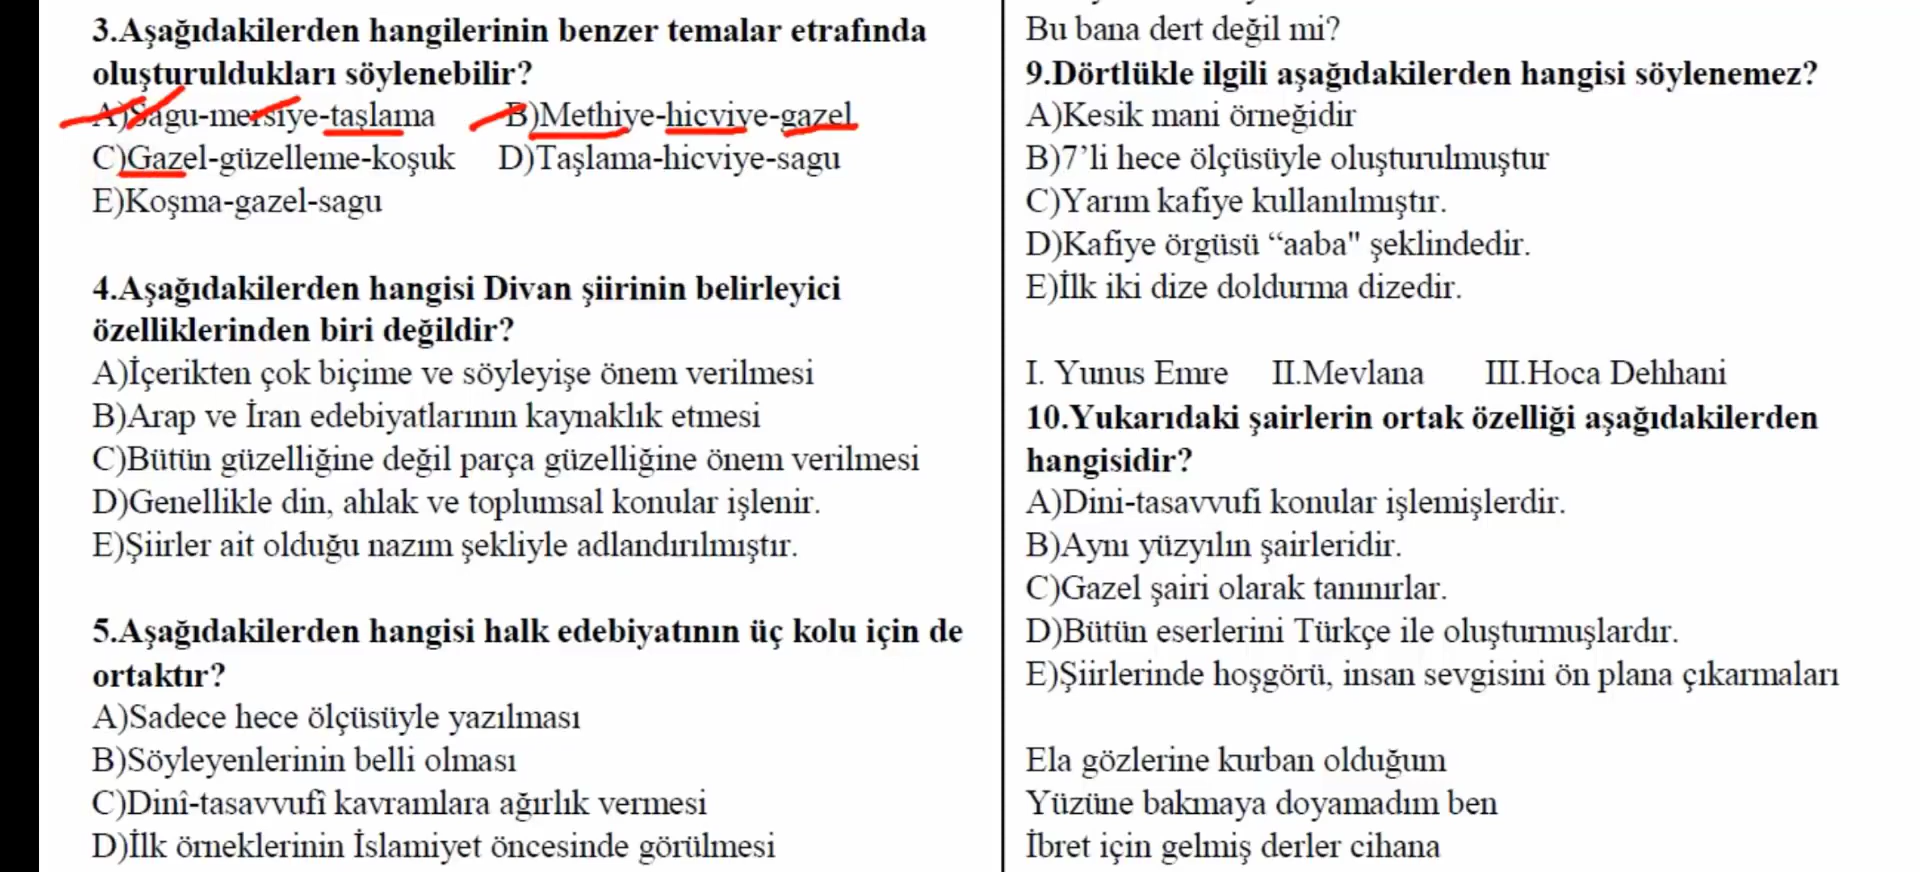 3.Aşağıdakilerden hangilerinin benzer temalar etrafında
oluşturuldukları söylenebilir?
A)Sagu-mersiye-taşlama B)Methiye-hicviye-gazel
C)Gazel-güzelleme-koşuk D)Taşlama-hicviye-sagu
E)Koşma-gazel-sagu
4.Aşağıdakilerden hangisi Divan şiirinin belirleyici
özelliklerinden biri değildir?
A)İçerikten çok biçime ve söyleyişe önem verilmesi
B)Arap ve İran edebiyatlarının kaynaklık etmesi
C)Bütün güzelliğine değil parça güzelliğine önem verilmesi
D)Genellikle din, ahlak ve toplumsal konular işlenir.
E)Şiirler ait olduğu nazım şekliyle adlandırılmıştır.
5.Aşağıdakilerden hangisi halk edebiyatının üç kolu için de
ortaktır?
A)Sadece hece ölçüsüyle yazılması
B)Söyleyenlerinin belli olması
C)Dinî-tasavvufî kavramlara ağırlık vermesi
D)İlk örneklerinin İslamiyet öncesinde görülmesi
Bu bana dert değil mi?
9.Dörtlükle ilgili aşağıdakilerden hangisi söylenemez?
A)Kesik mani örneğidir
B)7’li hece ölçüsüyle oluşturulmuştur
C)Yarım kafiye kullanılmıştır.
D)Kafiye örgüsü “aaba" şeklindedir.
E)İlk iki dize doldurma dizedir.
I. Yunus Emre II.Mevlana III.Hoca Dehhani
10.Yukarıdaki şairlerin ortak özelliği aşağıdakilerden
hangisidir?
A)Dini-tasavvufi konular işlemişlerdir.
B)Aynı yüzyılın şairleridir.
C)Gazel şairi olarak tanınırlar.
D)Bütün eserlerini Türkçe ile oluşturmuşlardır.
E)Şiirlerinde hoşgörü, insan sevgisini ön plana çıkarmaları
Ela gözlerine kurban olduğum
Yüzüne bakmaya doyamadım ben
İbret için gelmiş derler cihana